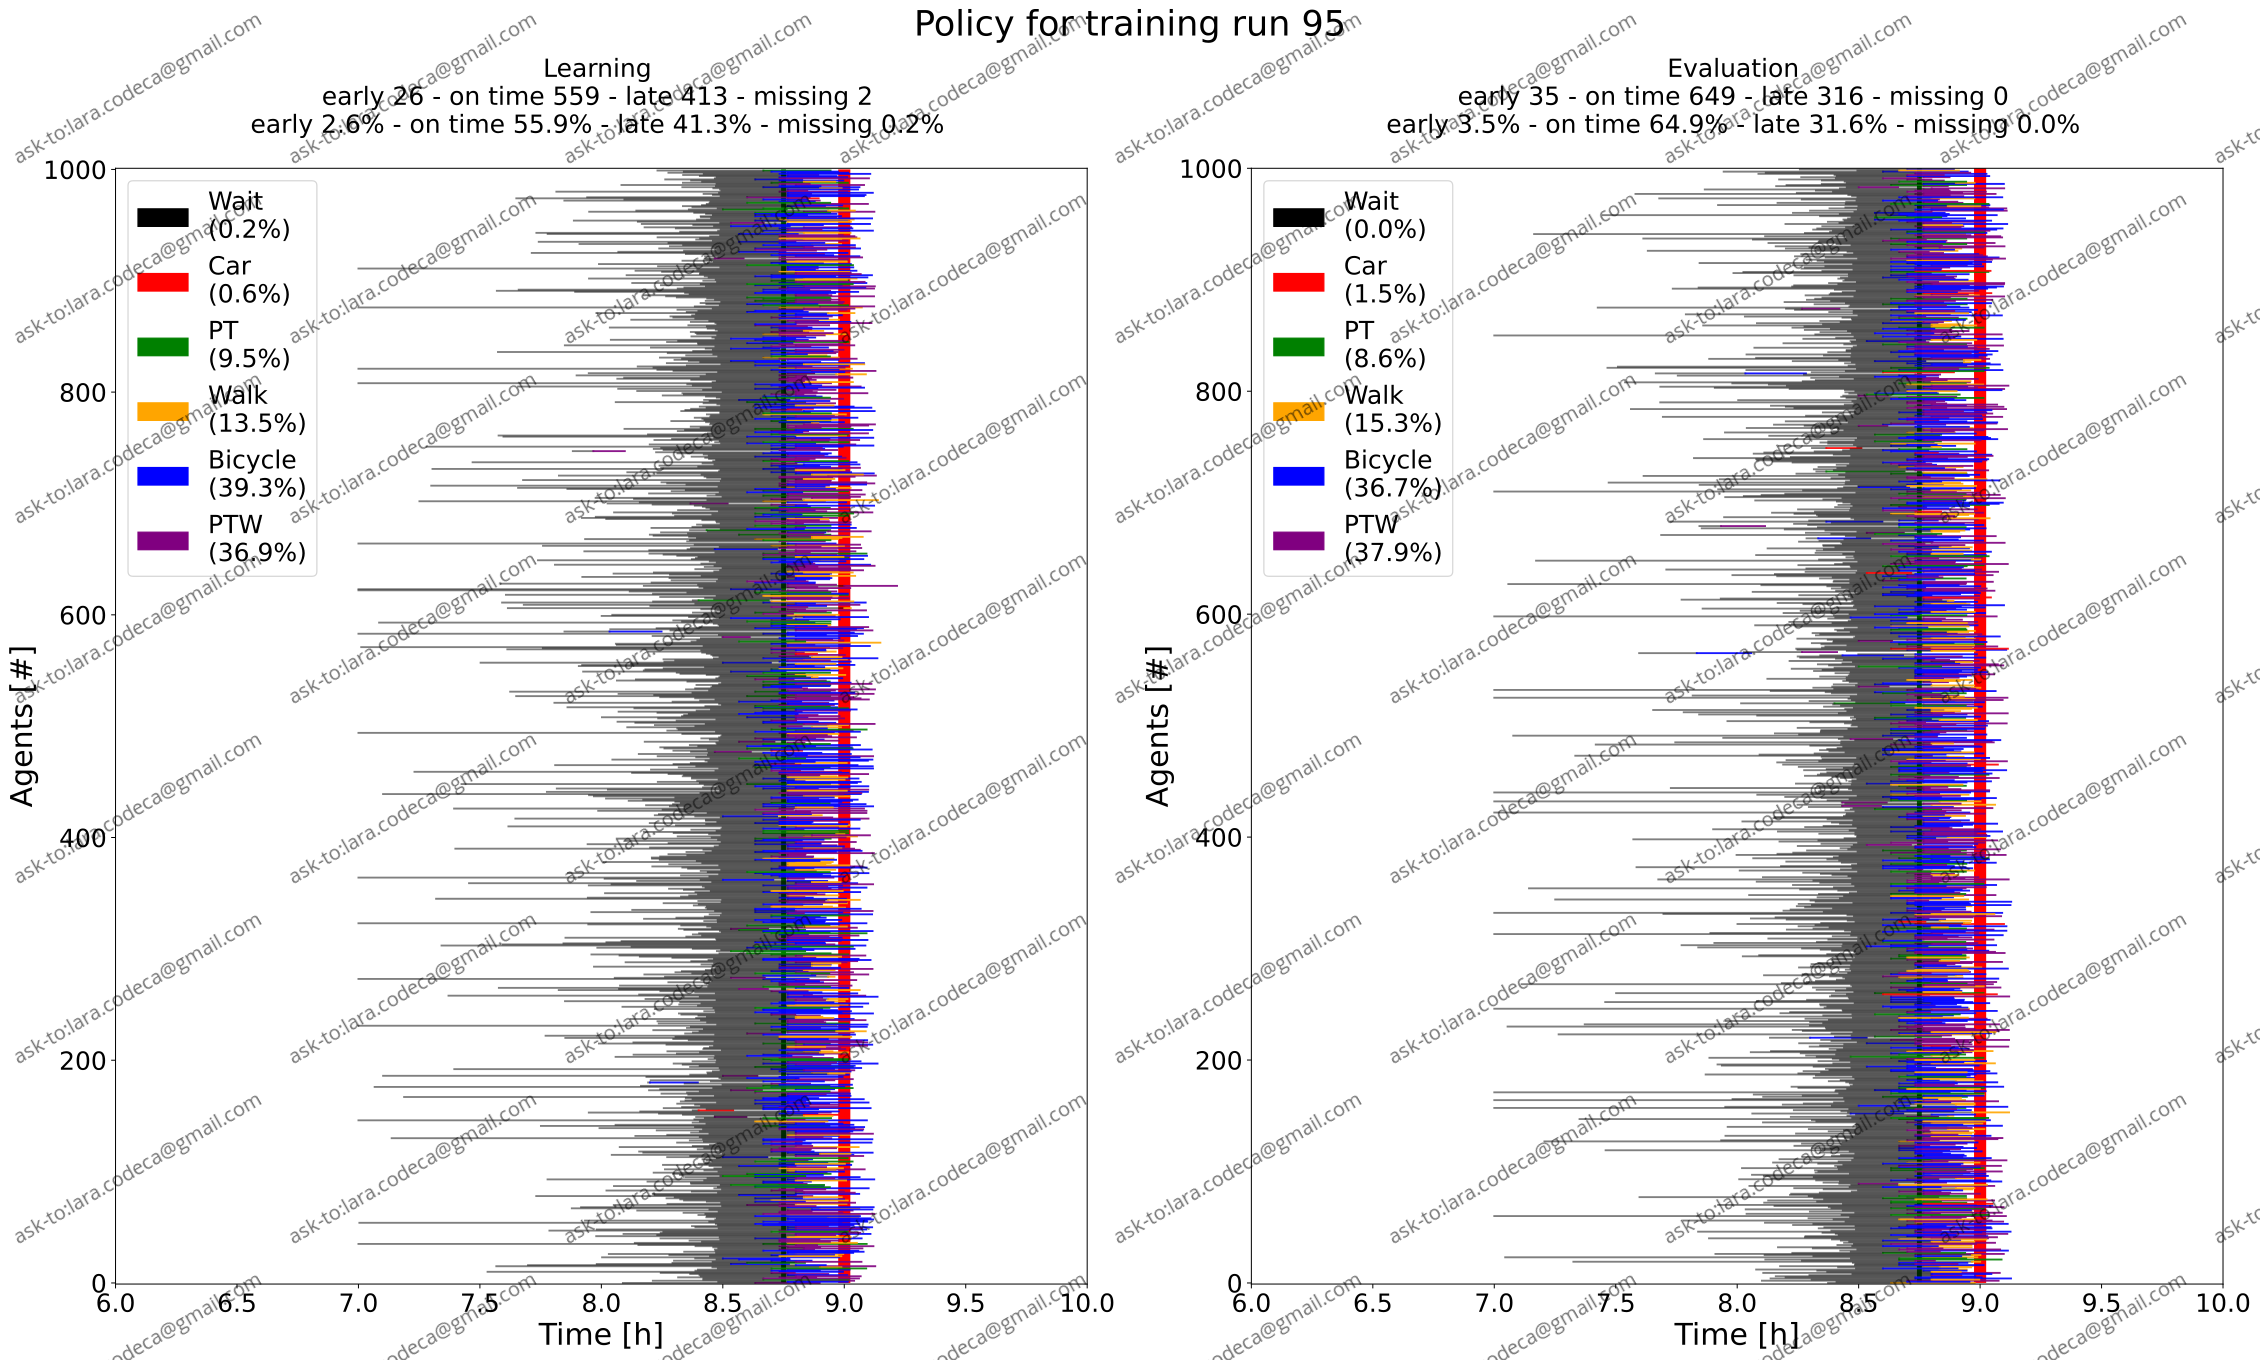 Policy for training run 95
Learning
early 26 - on time 559 - late 413 - missing 2
early 2.6% - on time 55.9% - late 41.3% - missing 0.2%
1000
800
600
400
200
0
Agents [#]
Wait
(0.2%)
Car
(0.6%)
PT
(9.5%)
Walk
(13.5%)
Bicycle
(39.3%)
PTW
(36.9%)
6.0 6.5 7.0 7.5 8.0 8.5 9.0 9.5 10.0
Time [h]
Evaluation
early 35 - on time 649 - late 316 - missing 0
early 3.5% - on time 64.9% - late 31.6% - missing 0.0%
1000
800
600
400
200
0
Agents [#]
Wait
(0.0%)
Car
(1.5%)
PT
(8.6%)
Walk
(15.3%)
Bicycle
(36.7%)
PTW
(37.9%)
6.0 6.5 7.0 7.5 8.0 8.5 9.0 9.5 10.0
Time [h]
ask-to:lara.codeca@gmail.com